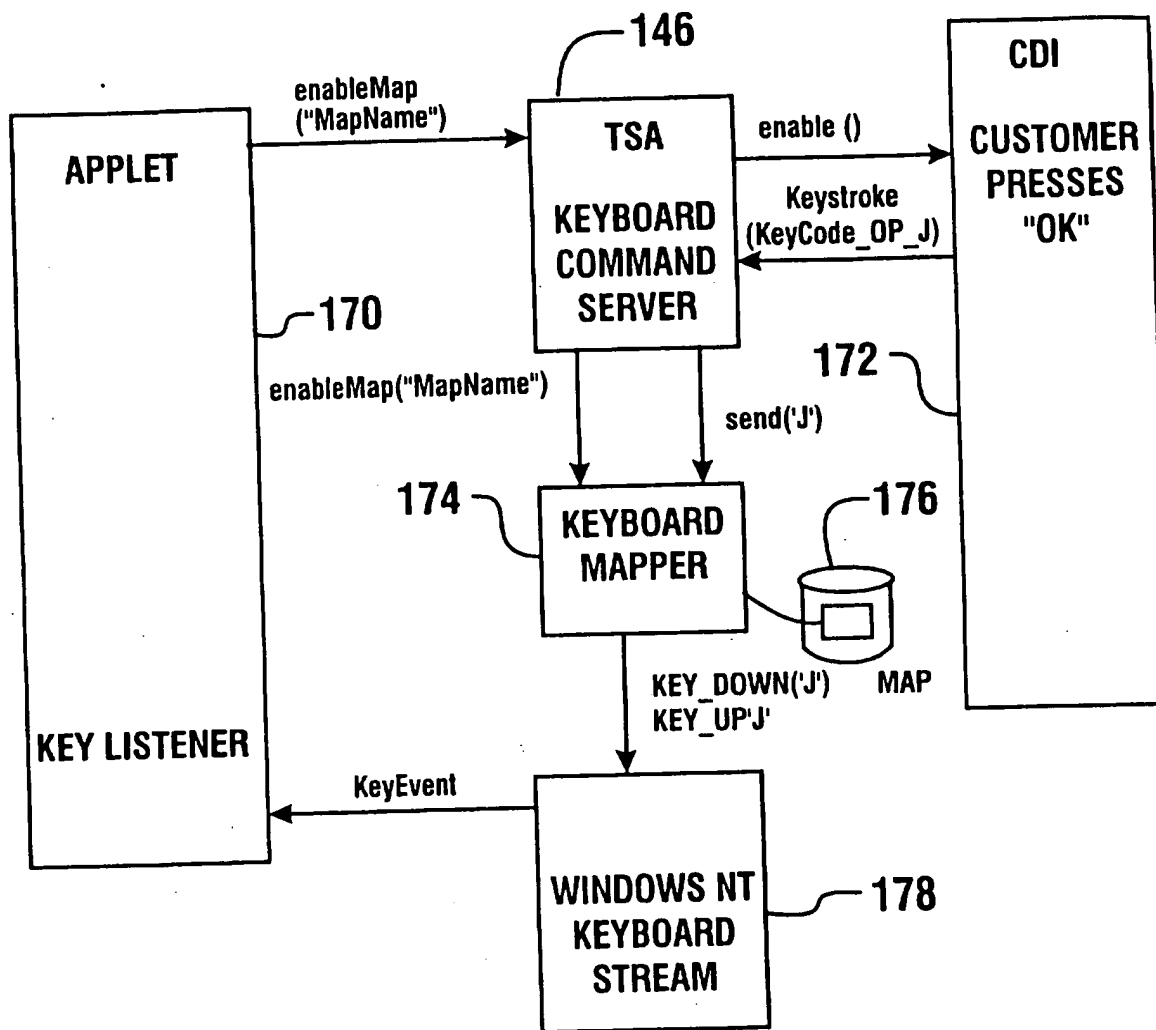 146
CDI
enableMap
("MapName")
TSA
enable ()
APPLET
CUSTOMER
PRESSES
"OK"
KEYBOARD
COMMAND
SERVER
Keystroke
(KeyCode_OP_J)
170
172
enableMap("MapName")
send('J')
174
KEYBOARD
MAPPER
176
KEY_DOWN('J')
KEY_UP'J'
MAP
KEY LISTENER
KeyEvent
WINDOWS NT
KEYBOARD
STREAM
178